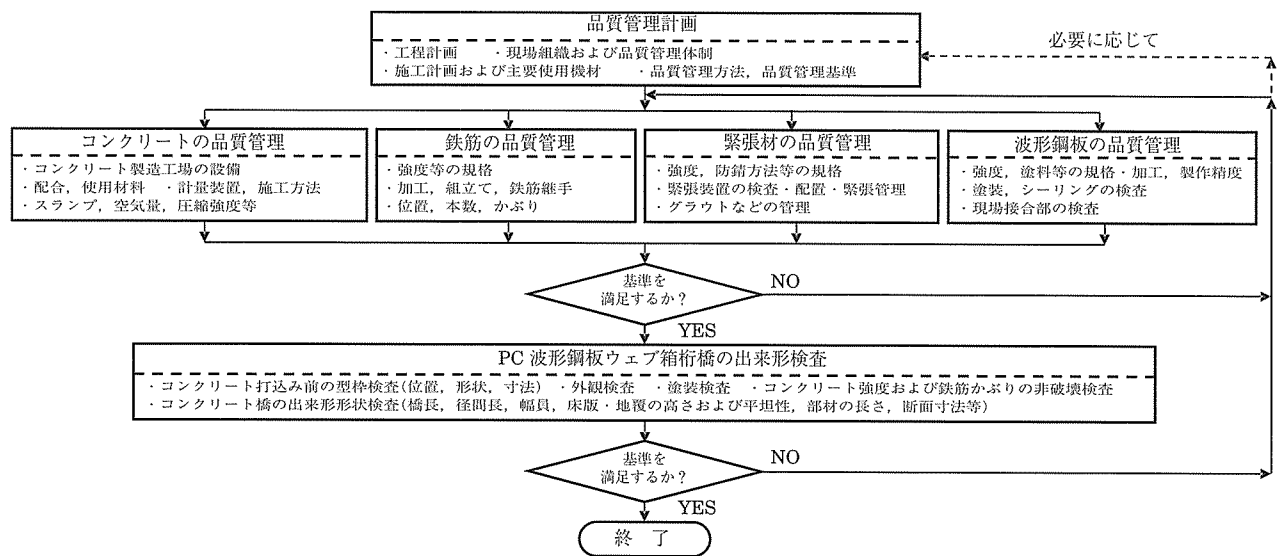 品質管理計画
・工程計画 ・現場組織および品質管理体制
・施工計画および主要使用機材 ・品質管理方法，品質管理基準
必要に応じて
コンクリートの品質管理
・コンクリート製造工場の設備
・配合，使用材料 ・計量装置，施工方法
・スランプ，空気量，圧縮強度等
鉄筋の品質管理
・強度等の規格
・加工，組立て，鉄筋継手
・位置，本数，かぶり
緊張材の品質管理
・強度，防錆方法等の規格
・緊張装置の検査・配置・緊張管理
・グラウトなどの管理
波形鋼板の品質管理
・強度，塗料等の規格・加工，製作精度
・塗装，シーリングの検査
・現場接合部の検査
基準を
満足するか？
NO
YES
PC 波形鋼板ウェブ箱桁橋の出来形検査
・コンクリート打込み前の型枠検査(位置，形状，寸法) ・外観検査 ・塗装検査 ・コンクリート強度および鉄筋かぶりの非破壊検査
・コンクリート橋の出来形形状検査(橋長，径間長，幅員，床版・地覆の高さおよび平坦性，部材の長さ，断面寸法等)
基準を
満足するか？
NO
YES
終 了